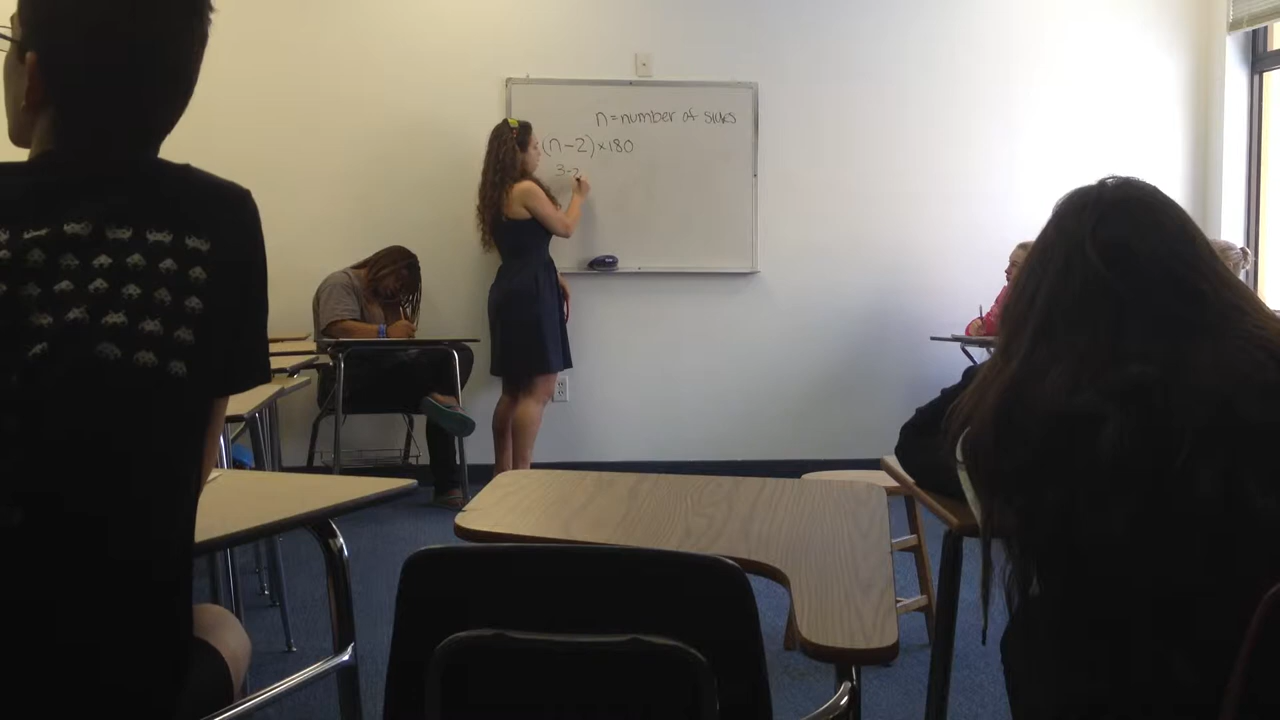 n=number of sides
(n-2)×180
3-2